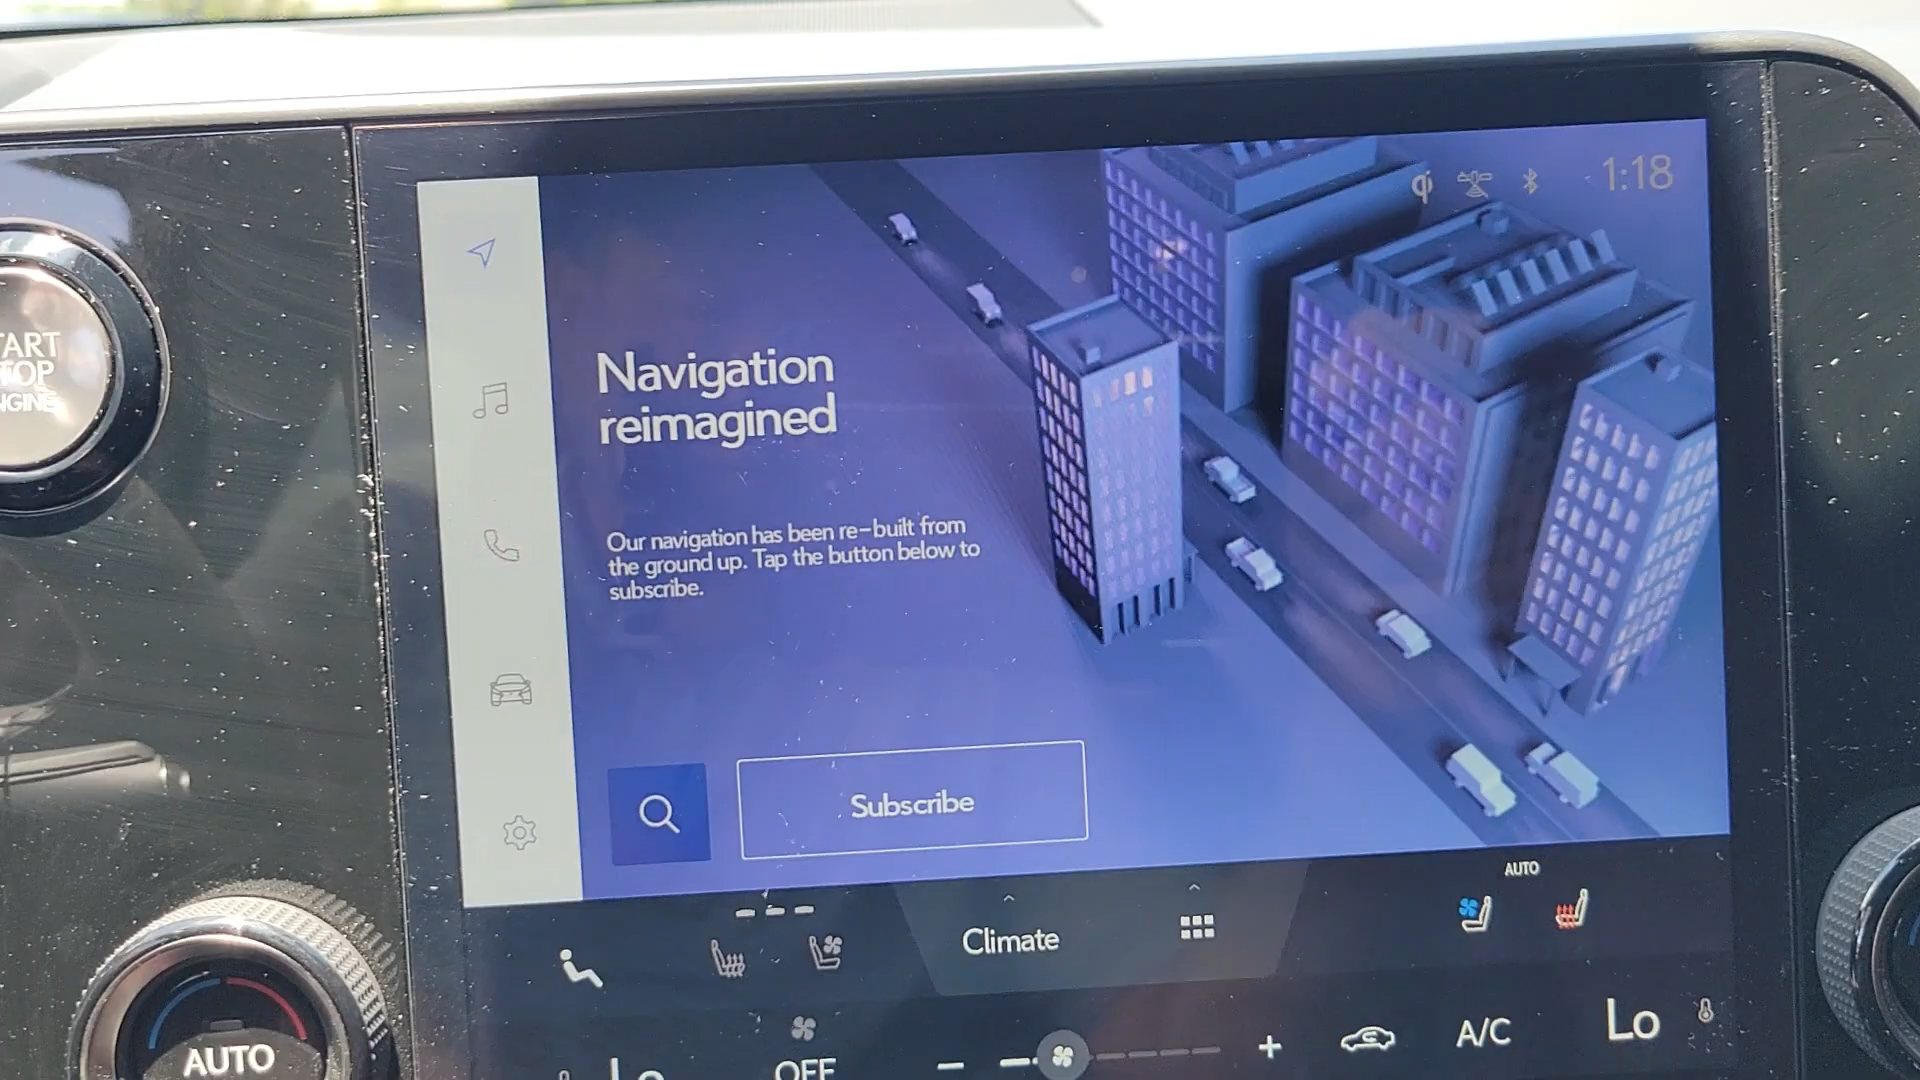 1:18
START
STOP
ENGINE
Navigation
reimagined
Our navigation has been re-built from
the ground up. Tap the button below to
subscribe.
Subscribe
AUTO
Climate
Lo
A/C
Lo
OFF
AUTO